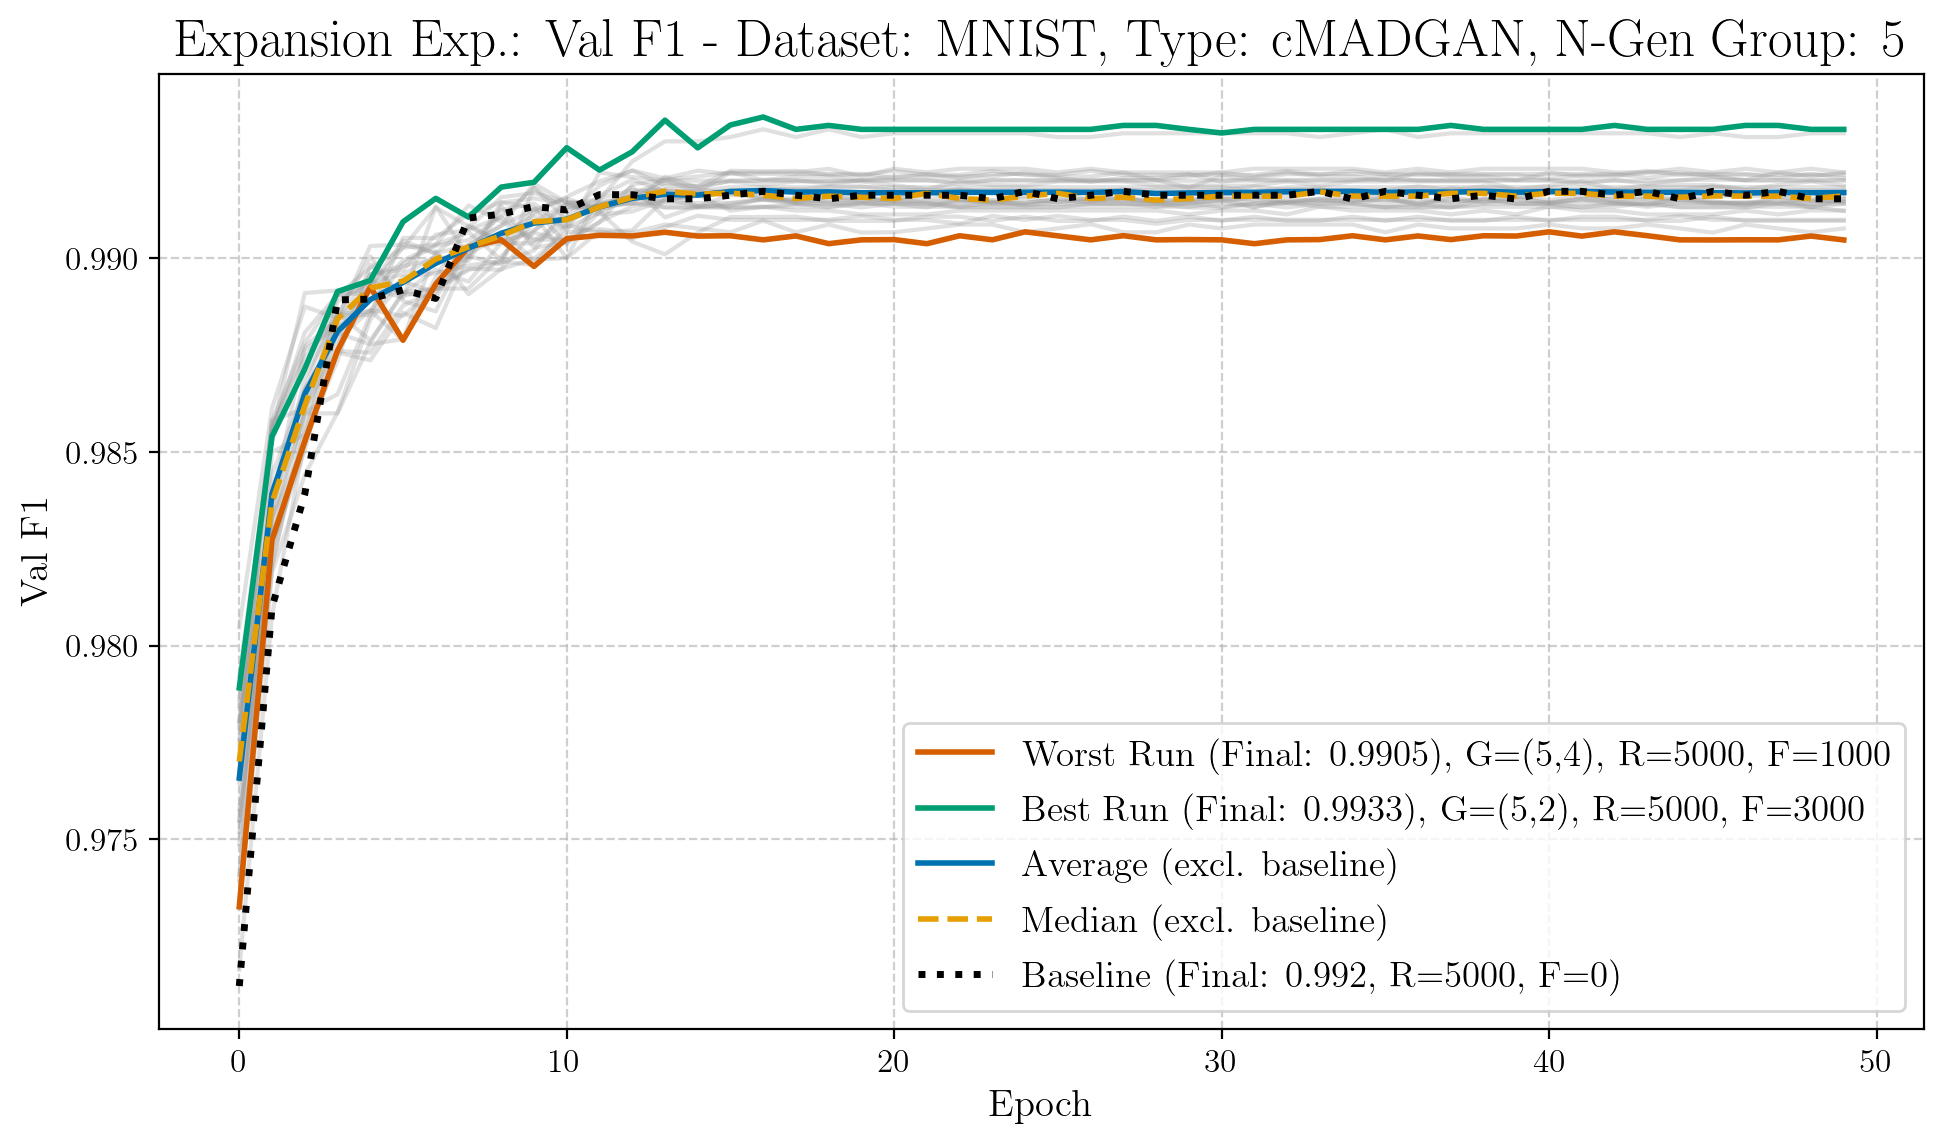 Expansion Exp.: Val F1 - Dataset: MNIST, Type: cMADGAN, N-Gen Group: 5
Val F1
0.990
0.985
0.980
0.975
Worst Run (Final: 0.9905), G=(5,4), R=5000, F=1000
Best Run (Final: 0.9933), G=(5,2), R=5000, F=3000
Average (excl. baseline)
Median (excl. baseline)
Baseline (Final: 0.992, R=5000, F=0)
0 10 20 30 40 50
Epoch